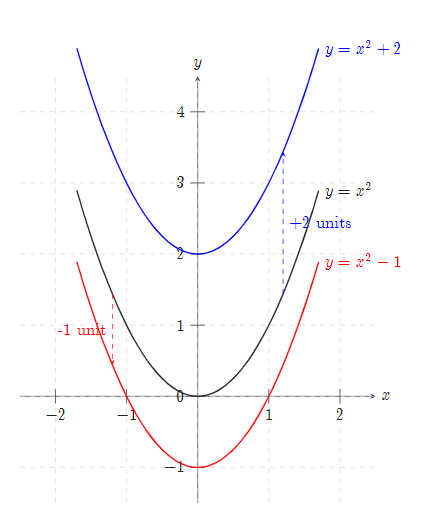 y = x² + 2
y
4
3
y = x²
+2 units
2
y = x² − 1
1
-1 unit
0
x
−2
−1
1
2
−1